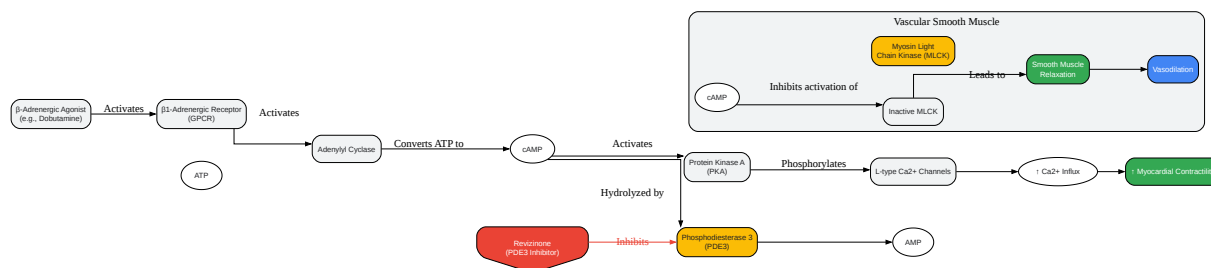 Vascular Smooth Muscle
Myosin Light
Chain Kinase (MLCK)
Smooth Muscle
Relaxation
Vasodilation
Leads to
cAMP
Inhibits activation of
Inactive MLCK
β-Adrenergic Agonist
(e.g., Dobutamine)
Activates
β1-Adrenergic Receptor
(GPCR)
Activates
ATP
Adenylyl Cyclase
Converts ATP to
cAMP
Activates
Protein Kinase A
(PKA)
Phosphorylates
L-type Ca2+ Channels
↑ Ca2+ Influx
↑ Myocardial Contractili
Hydrolyzed by
Revizinone
(PDE3 Inhibitor)
Inhibits
Phosphodiesterase 3
(PDE3)
AMP